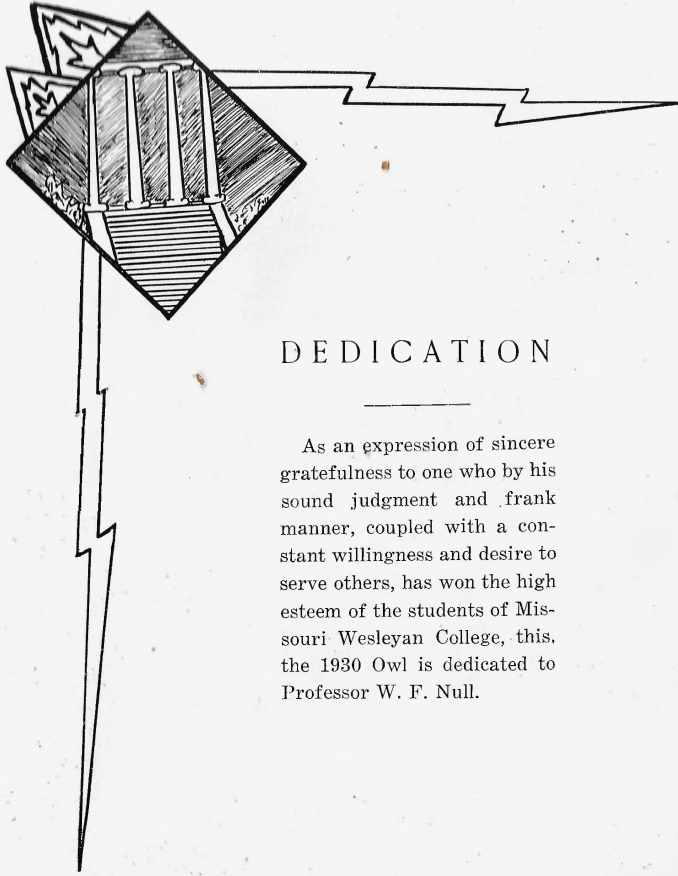 DEDICATION
As an expression of sincere
gratefulness to one who by his
sound judgment and frank
manner, coupled with a con-
stant willingness and desire to
serve others, has won the high
esteem of the students of Mis-
souri Wesleyan College, this,
the 1930 Owl is dedicated to
Professor W. F. Null.